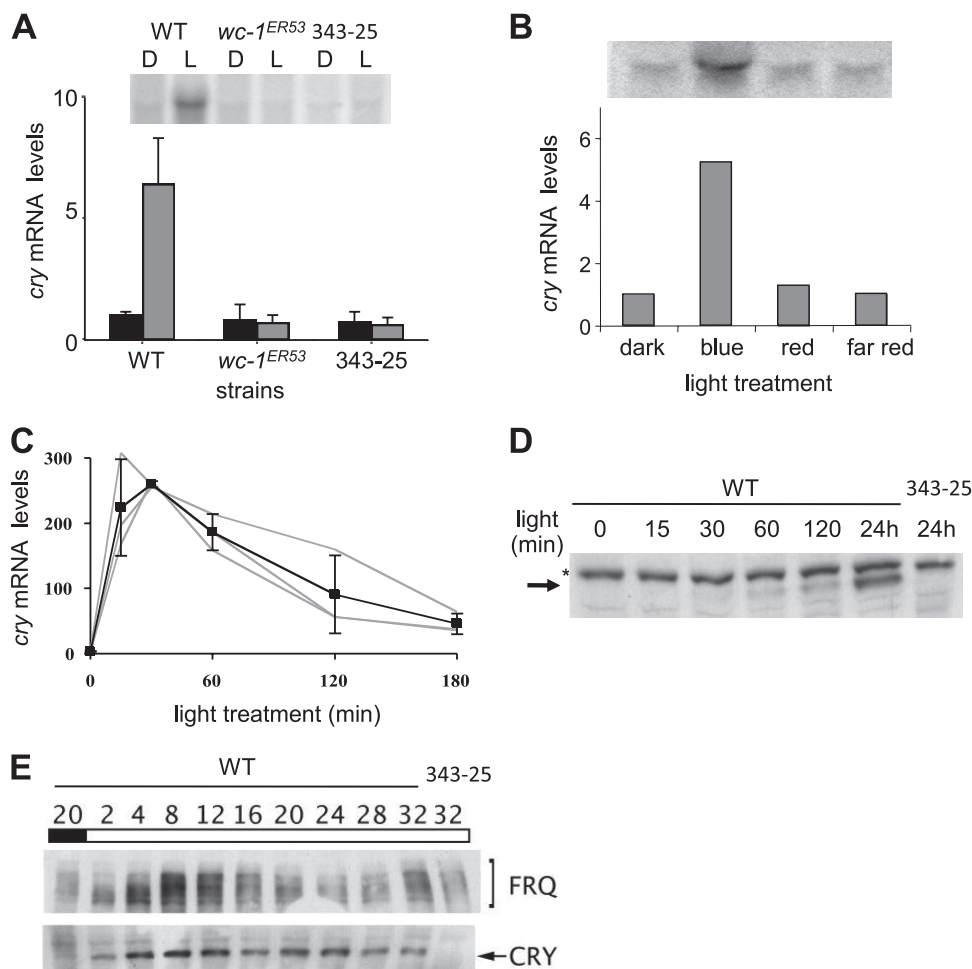 A
WT wc-1ER53 343-25
D L D L D L
10
5
0
cry mRNA levels
WT wc-1ER53 343-25
strains
B
6
4
2
0
cry mRNA levels
dark blue red far red
light treatment
C
300
200
100
0
cry mRNA levels
0 60 120 180
light treatment (min)
D
WT 343-25
light (min) 0 15 30 60 120 24h 24h
*
E
WT 343-25
20 2 4 8 12 16 20 24 28 32 32
FRQ
CRY